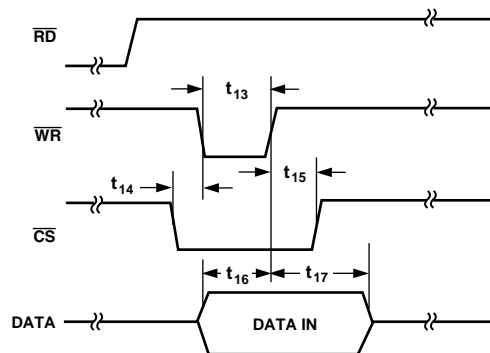 RD
t13
WR
t14
t15
CS
t16
t17
DATA
DATA IN